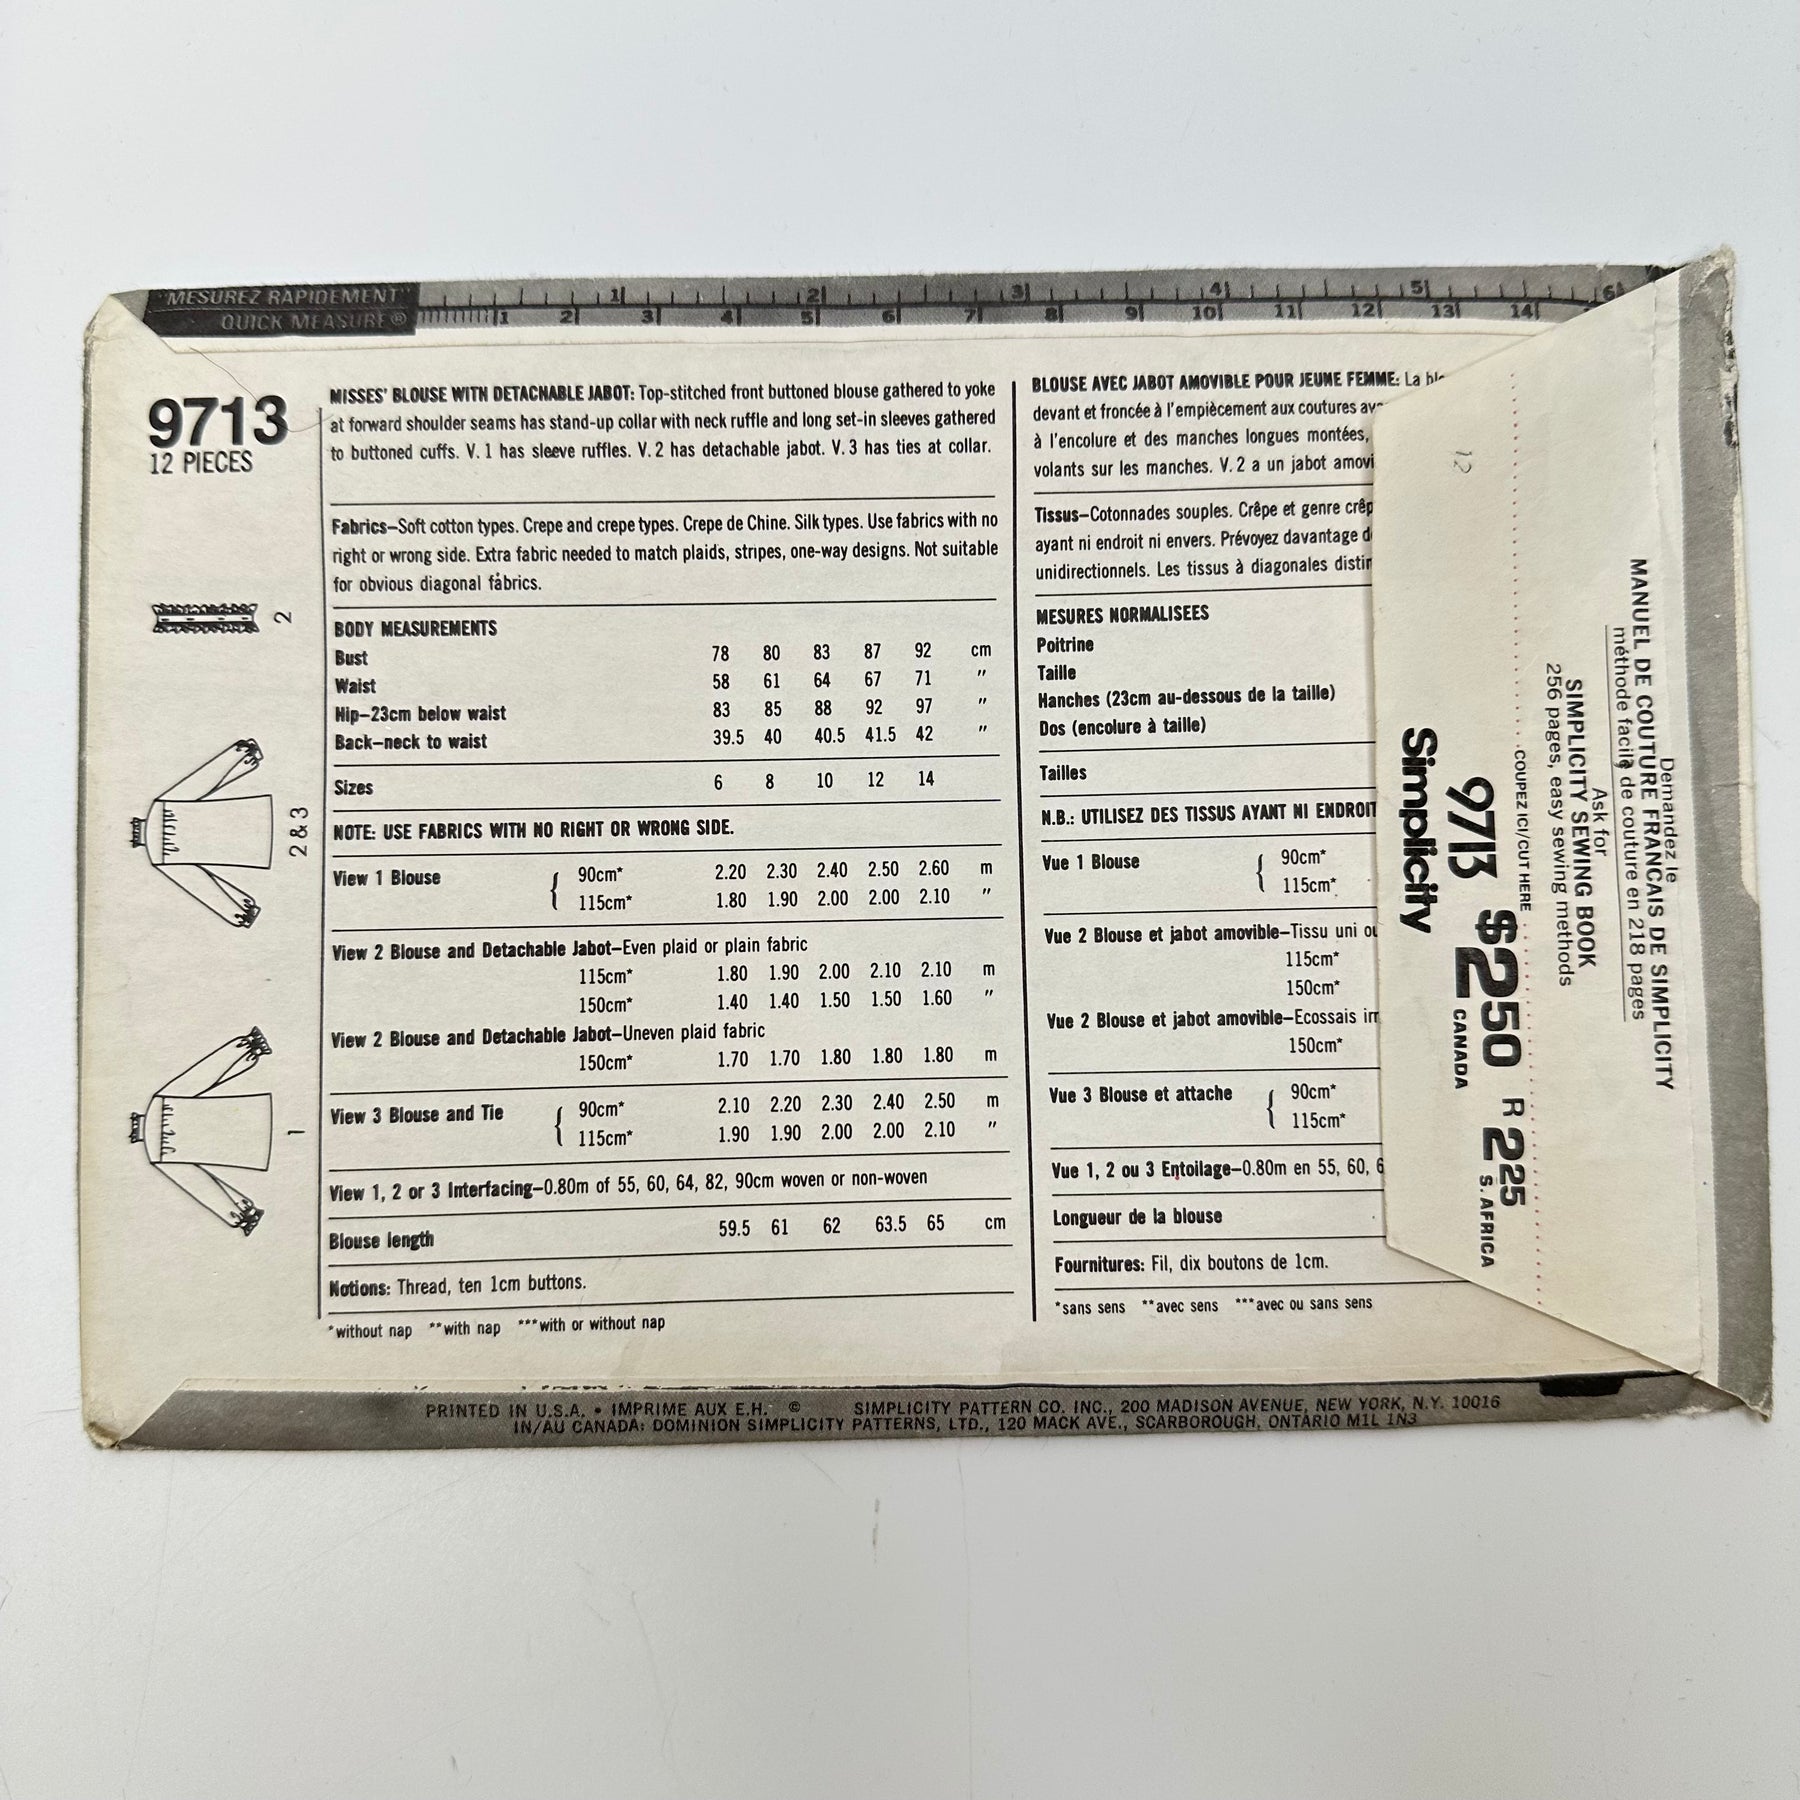 "MESUREZ RAPIDEMENT"
QUICK MEASURE®
1 2 3 4 5 6
1 2 3 4 5 6 7 8 9 10 11 12 13 14
9713
12 PIECES
2
2 & 3
1
MISSES' BLOUSE WITH DETACHABLE JABOT: Top-stitched front buttoned blouse gathered to yoke
at forward shoulder seams has stand-up collar with neck ruffle and long set-in sleeves gathered
to buttoned cuffs. V. 1 has sleeve ruffles. V. 2 has detachable jabot. V. 3 has ties at collar.
Fabrics—Soft cotton types. Crepe and crepe types. Crepe de Chine. Silk types. Use fabrics with no
right or wrong side. Extra fabric needed to match plaids, stripes, one-way designs. Not suitable
for obvious diagonal fabrics.
BODY MEASUREMENTS
Bust 78 80 83 87 92 cm
Waist 58 61 64 67 71 "
Hip—23cm below waist 83 85 88 92 97 "
Back—neck to waist 39.5 40 40.5 41.5 42 "
Sizes 6 8 10 12 14
NOTE: USE FABRICS WITH NO RIGHT OR WRONG SIDE.
View 1 Blouse { 90cm* 2.20 2.30 2.40 2.50 2.60 m
115cm* 1.80 1.90 2.00 2.00 2.10 "
View 2 Blouse and Detachable Jabot—Even plaid or plain fabric
115cm* 1.80 1.90 2.00 2.10 2.10 m
150cm* 1.40 1.40 1.50 1.50 1.60 "
View 2 Blouse and Detachable Jabot—Uneven plaid fabric
150cm* 1.70 1.70 1.80 1.80 1.80 m
View 3 Blouse and Tie { 90cm* 2.10 2.20 2.30 2.40 2.50 m
115cm* 1.90 1.90 2.00 2.00 2.10 "
View 1, 2 or 3 Interfacing—0.80m of 55, 60, 64, 82, 90cm woven or non-woven
Blouse length 59.5 61 62 63.5 65 cm
Notions: Thread, ten 1cm buttons.
*without nap **with nap ***with or without nap
BLOUSE AVEC JABOT AMOVIBLE POUR JEUNE FEMME: La
devant et froncée à l'empiècement aux coutures
à l'encolure et des manches longues montées,
volants sur les manches. V. 2 a un jabot
Tissus—Cotonnades souples. Crêpe et genre
ayant ni endroit ni envers. Prévoyez davantage
unidirectionnels. Les tissus à diagonales
MESURES NORMALISEES
Poitrine
Taille
Hanches (23cm au-dessous de la taille)
Dos (encolure à taille)
Tailles
N.B.: UTILISEZ DES TISSUS AYANT NI ENDROIT
Vue 1 Blouse { 90cm*
115cm*
Vue 2 Blouse et jabot amovible—Tissu uni
115cm*
150cm*
Vue 2 Blouse et jabot amovible—Ecossais
150cm*
Vue 3 Blouse et attache { 90cm*
115cm*
Vue 1, 2 ou 3 Entoilage—0.80m en 55, 60,
Longueur de la blouse
Fournitures: Fil, dix boutons de 1cm.
*sans sens **avec sens ***avec ou sans sens
12
Demandez le
MANUEL DE COUTURE FRANCAIS DE SIMPLICITY
méthode facile de couture en 218 pages
Ask for
SIMPLICITY SEWING BOOK
256 pages, easy sewing methods
COUPEZ ICI/CUT HERE
9713 $250 CANADA R 225 S. AFRICA
Simplicity
PRINTED IN U.S.A. • IMPRIME AUX E.H. © SIMPLICITY PATTERN CO. INC., 200 MADISON AVENUE, NEW YORK, N.Y. 10016
IN/AU CANADA: DOMINION SIMPLICITY PATTERNS, LTD., 120 MACK AVE., SCARBOROUGH, ONTARIO M1L 1N3